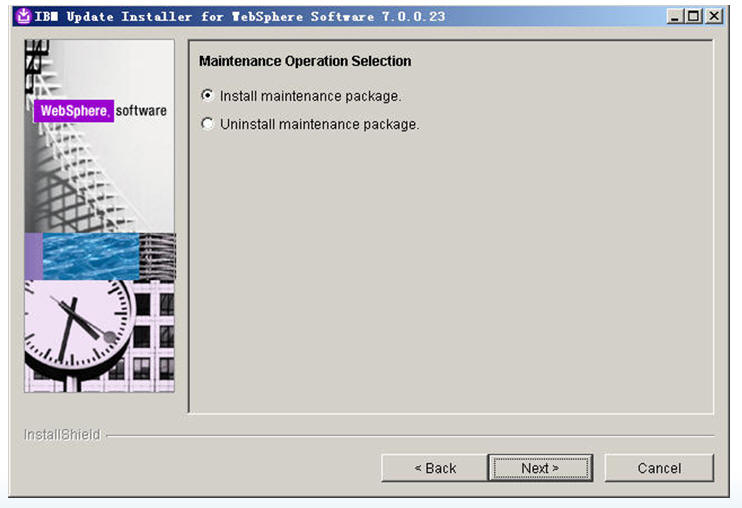 IBM Update Installer for WebSphere Software 7.0.0.23
Maintenance Operation Selection
Install maintenance package.
Uninstall maintenance package.
WebSphere. software
InstallShield
< Back
Next >
Cancel